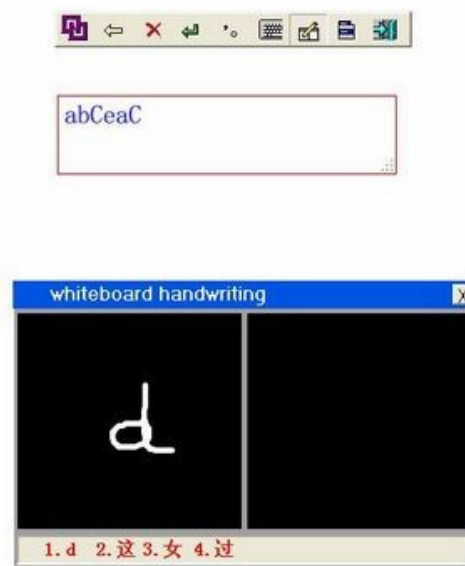 abCeaC
whiteboard handwriting
d
1.d 2.这 3.女 4.过